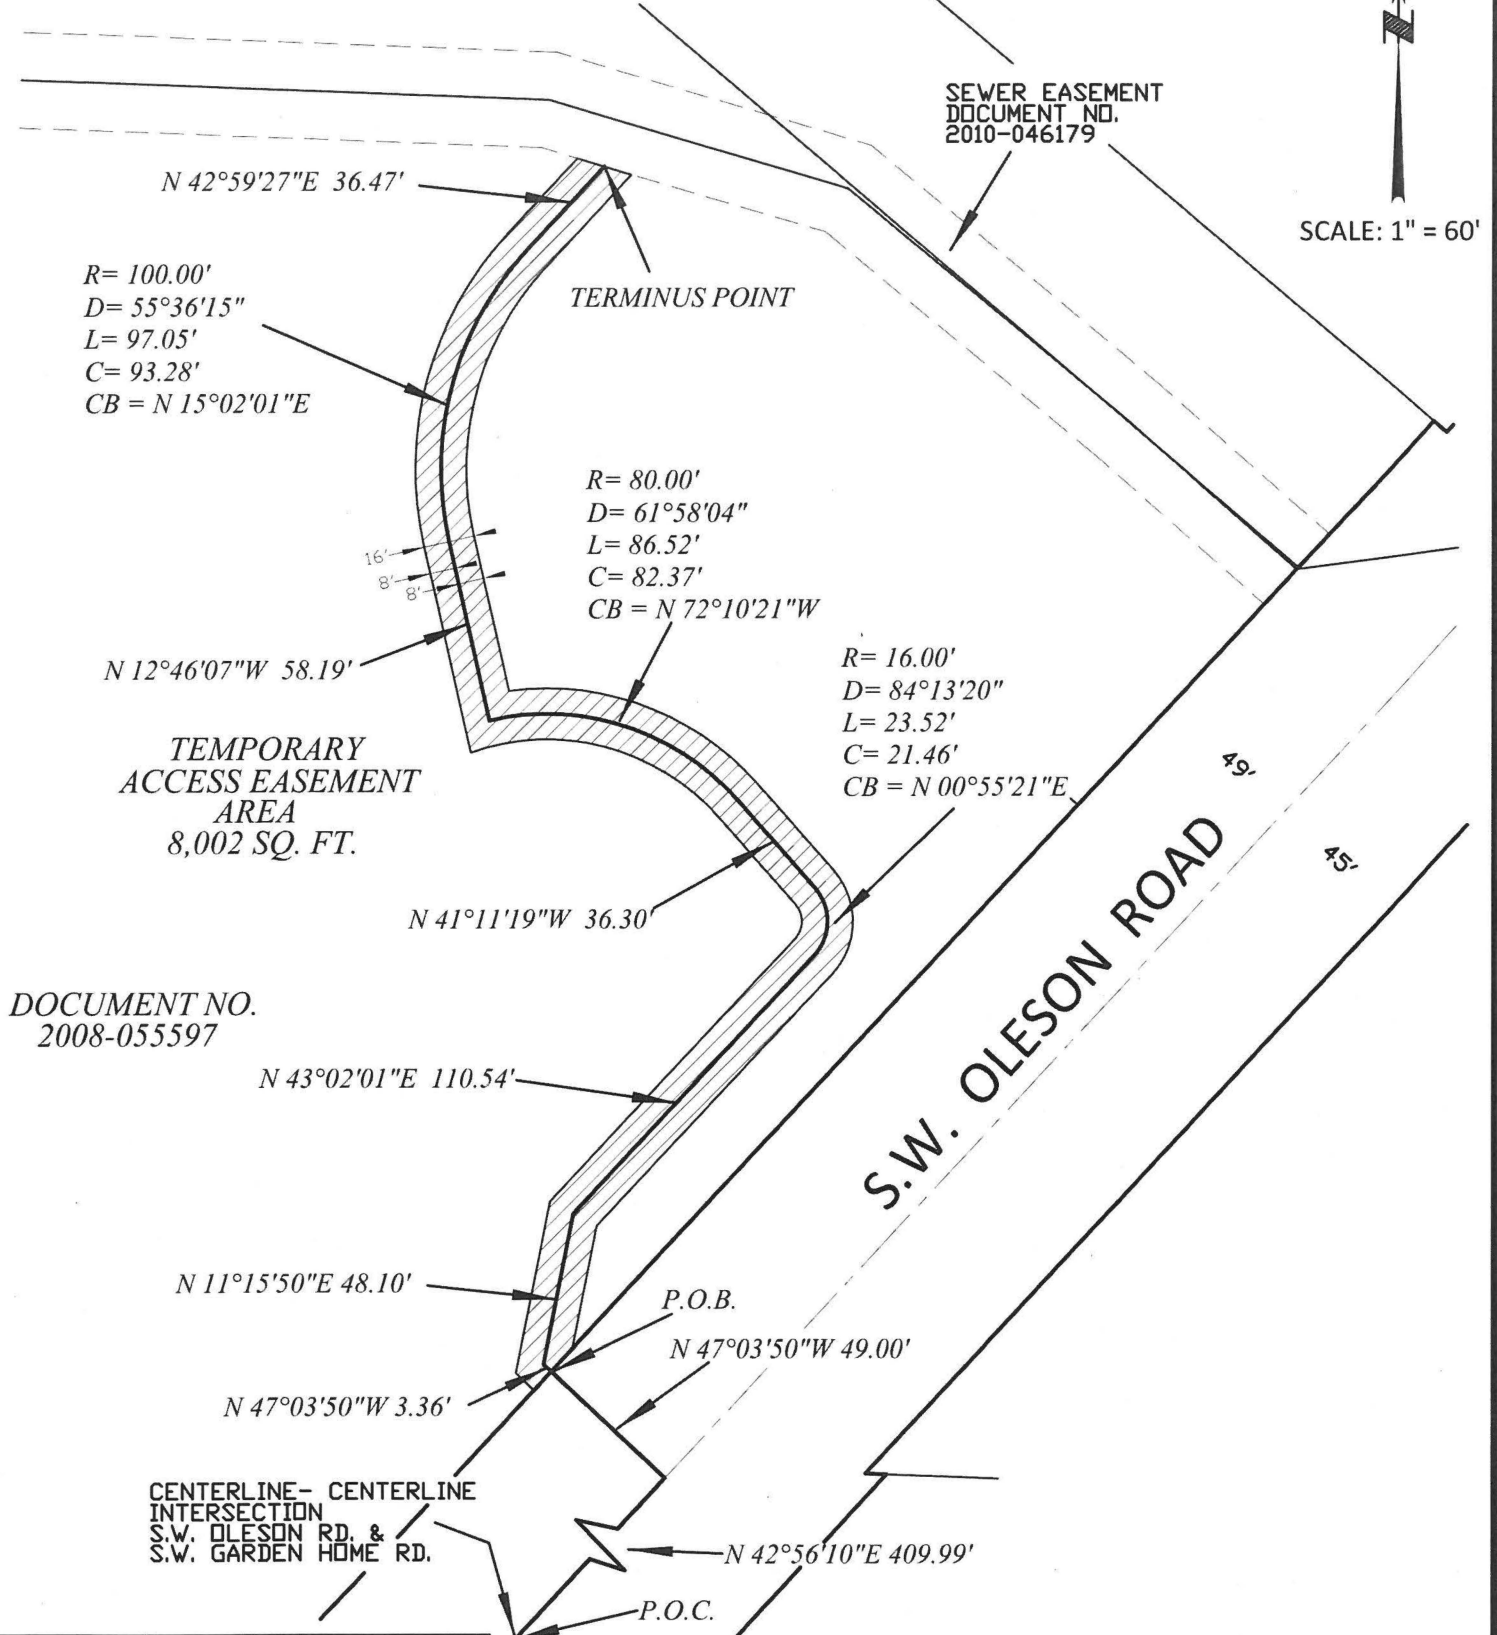 SEWER EASEMENT
DOCUMENT NO.
2010-046179
N
SCALE: 1" = 60'
N 42°59'27"E 36.47'
TERMINUS POINT
R= 100.00'
D= 55°36'15"
L= 97.05'
C= 93.28'
CB = N 15°02'01"E
R= 80.00'
D= 61°58'04"
L= 86.52'
C= 82.37'
CB = N 72°10'21"W
16'
8'
8'
N 12°46'07"W 58.19'
R= 16.00'
D= 84°13'20"
L= 23.52'
C= 21.46'
CB = N 00°55'21"E
TEMPORARY
ACCESS EASEMENT
AREA
8,002 SQ. FT.
49'
45'
S.W. OLESON ROAD
N 41°11'19"W 36.30'
DOCUMENT NO.
2008-055597
N 43°02'01"E 110.54'
N 11°15'50"E 48.10'
P.O.B.
N 47°03'50"W 49.00'
N 47°03'50"W 3.36'
CENTERLINE- CENTERLINE
INTERSECTION
S.W. OLESON RD. &
S.W. GARDEN HOME RD.
N 42°56'10"E 409.99'
P.O.C.